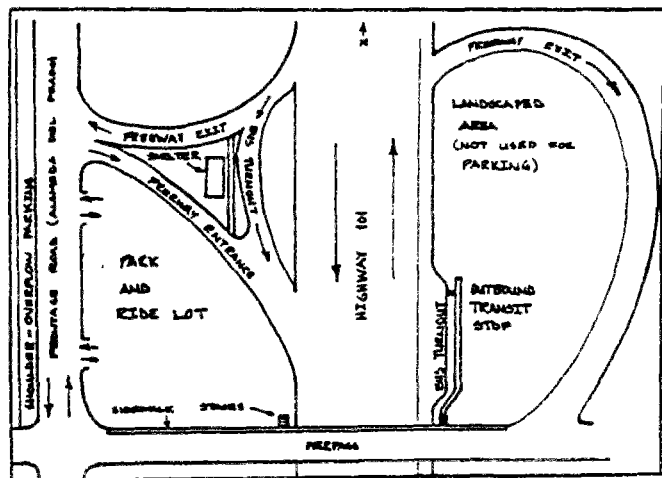 N
FREEWAY EXIT
LANDSCAPED
AREA
(NOT USED FOR
PARKING)
FREEWAY EXIT
SHELTER
BUS TURNOUT
FREEWAY ENTRANCE
PARK
AND
RIDE LOT
HIGHWAY 101
SHOULDER - OVERFLOW PARKING
FRONTAGE ROAD (ALAMEDA DEL PRADO)
OUTBOUND
TRANSIT
STOP
BUS TURNOUT
SIDEWALK
STAIRS
OVERPASS